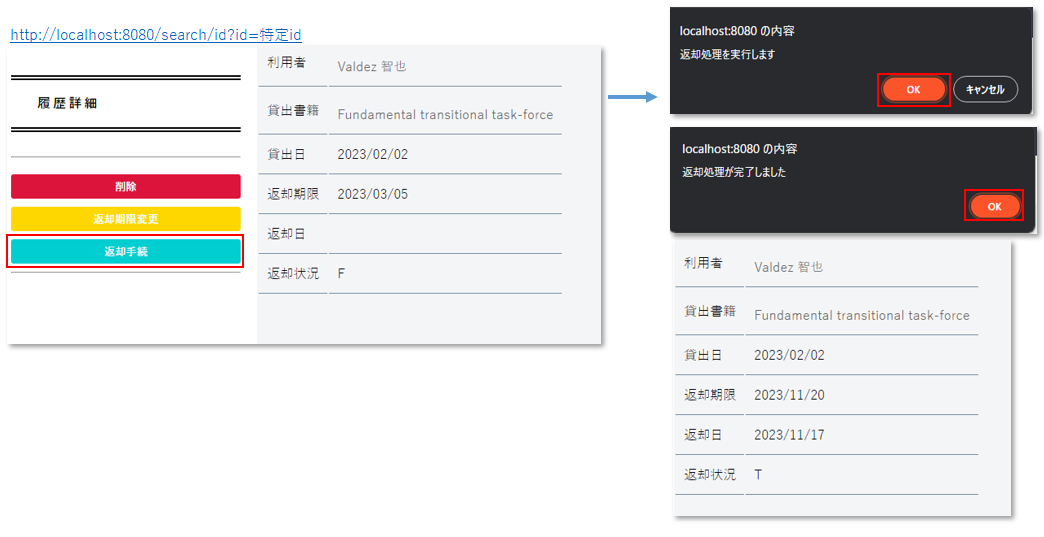 http://localhost:8080/search/id?id=特定id
履歴詳細
削除
返却期限変更
返却手続
利用者 Valdez 智也
貸出書籍 Fundamental transitional task-force
貸出日 2023/02/02
返却期限 2023/03/05
返却日
返却状況 F
localhost:8080 の内容
返却処理を実行します
OK キャンセル
localhost:8080 の内容
返却処理が完了しました
OK
利用者 Valdez 智也
貸出書籍 Fundamental transitional task-force
貸出日 2023/02/02
返却期限 2023/11/20
返却日 2023/11/17
返却状況 T